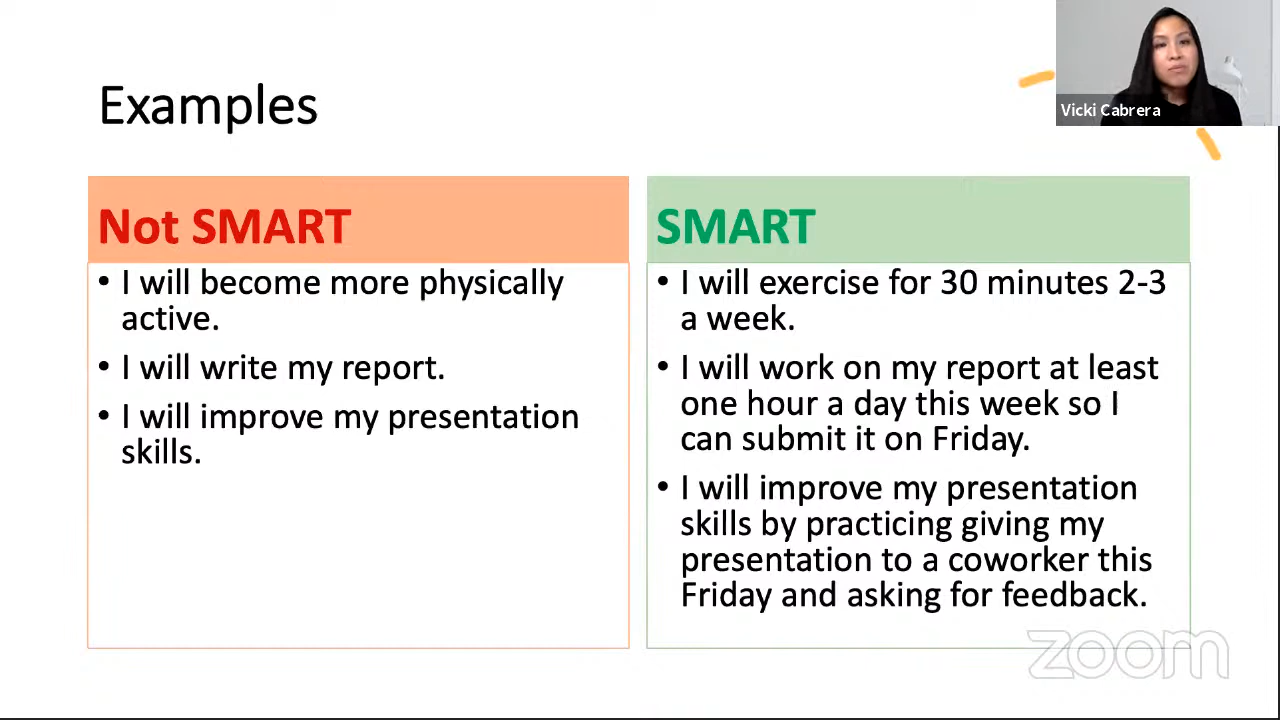 Examples
Vicki Cabrera
Not SMART
• I will become more physically
active.
• I will write my report.
• I will improve my presentation
skills.
SMART
• I will exercise for 30 minutes 2-3
a week.
• I will work on my report at least
one hour a day this week so I
can submit it on Friday.
• I will improve my presentation
skills by practicing giving my
presentation to a coworker this
Friday and asking for feedback.
zoom